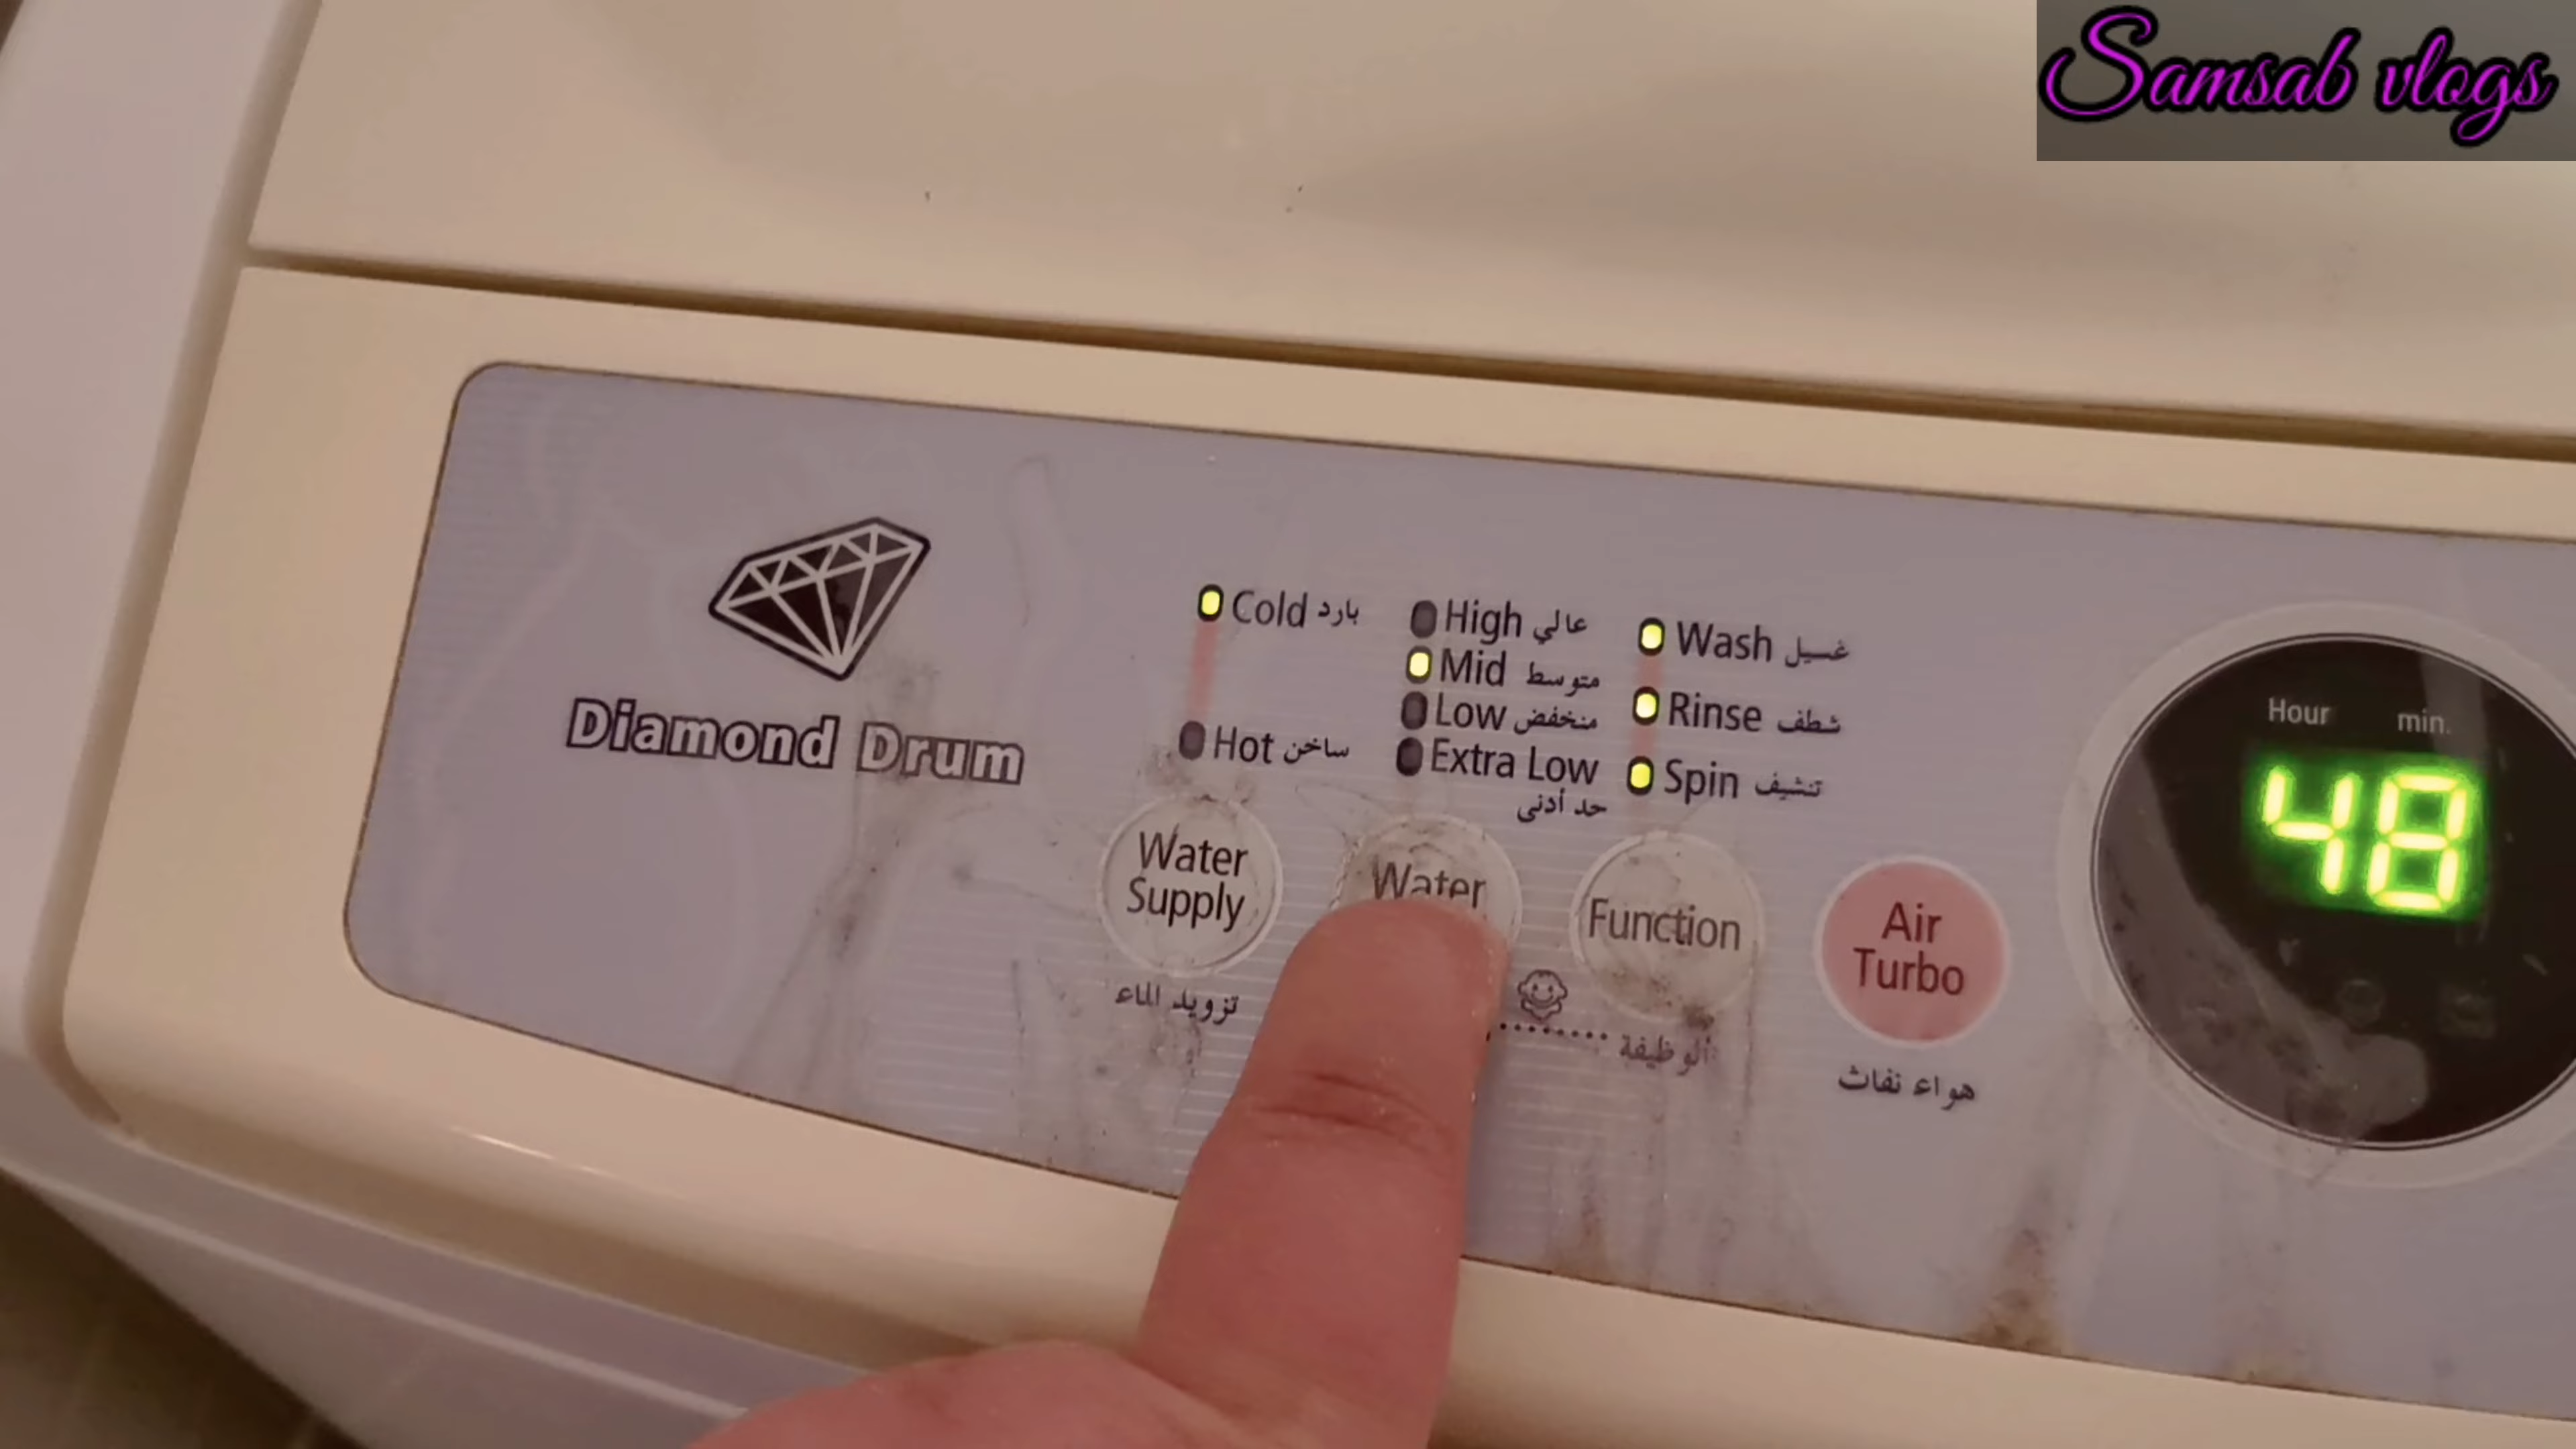 Samsab vlogs
Diamond Drum
Cold بارد
Hot ساخن
High عالي
Mid متوسط
Low منخفض
Extra Low
حد أدنى
Wash غسيل
Rinse شطف
Spin تنشيف
Water
Supply
تزويد الماء
Water
Function
الوظيفة
Air
Turbo
هواء نفاث
Hour min.
48